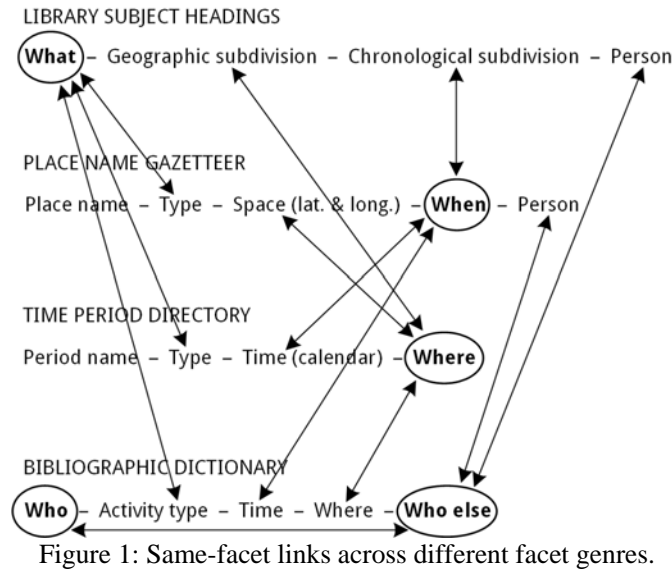 LIBRARY SUBJECT HEADINGS
What – Geographic subdivision – Chronological subdivision – Person
PLACE NAME GAZETTEER
Place name – Type – Space (lat. & long.) – When – Person
TIME PERIOD DIRECTORY
Period name – Type – Time (calendar) – Where
BIBLIOGRAPHIC DICTIONARY
Who – Activity type – Time – Where – Who else
Figure 1: Same-facet links across different facet genres.